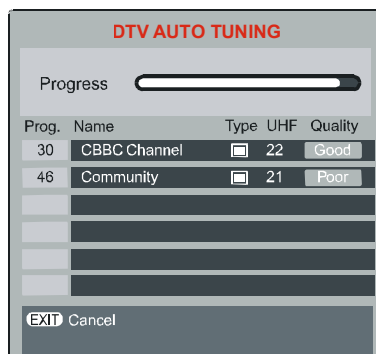 DTV AUTO TUNING
Progress
Prog. Name Type UHF Quality
30 CBBC Channel 22 Good
46 Community 21 Poor
EXIT Cancel